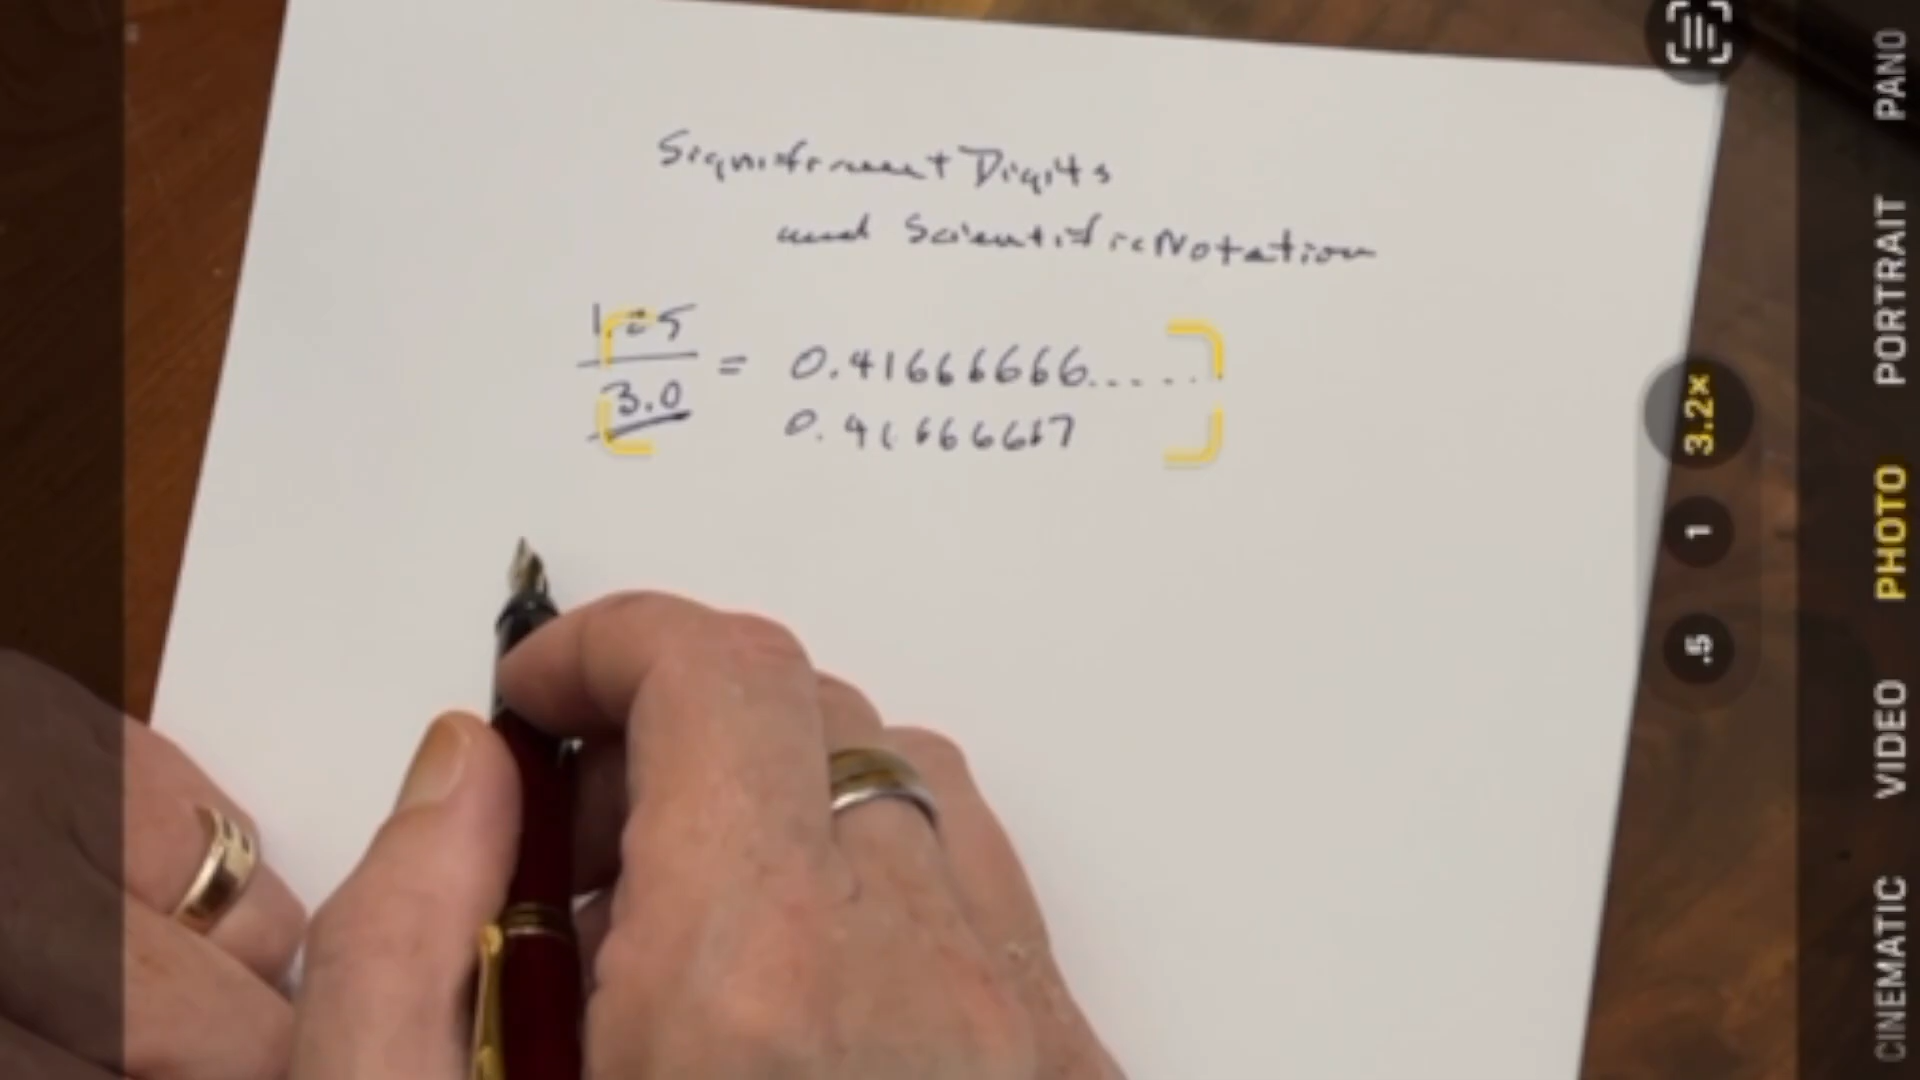 Significant Digits
and Scientific Notation
1.25
3.0
= 0.41666666......
0.41666667
PANO
PORTRAIT
PHOTO
VIDEO
CINEMATIC
3.2×
1
.5